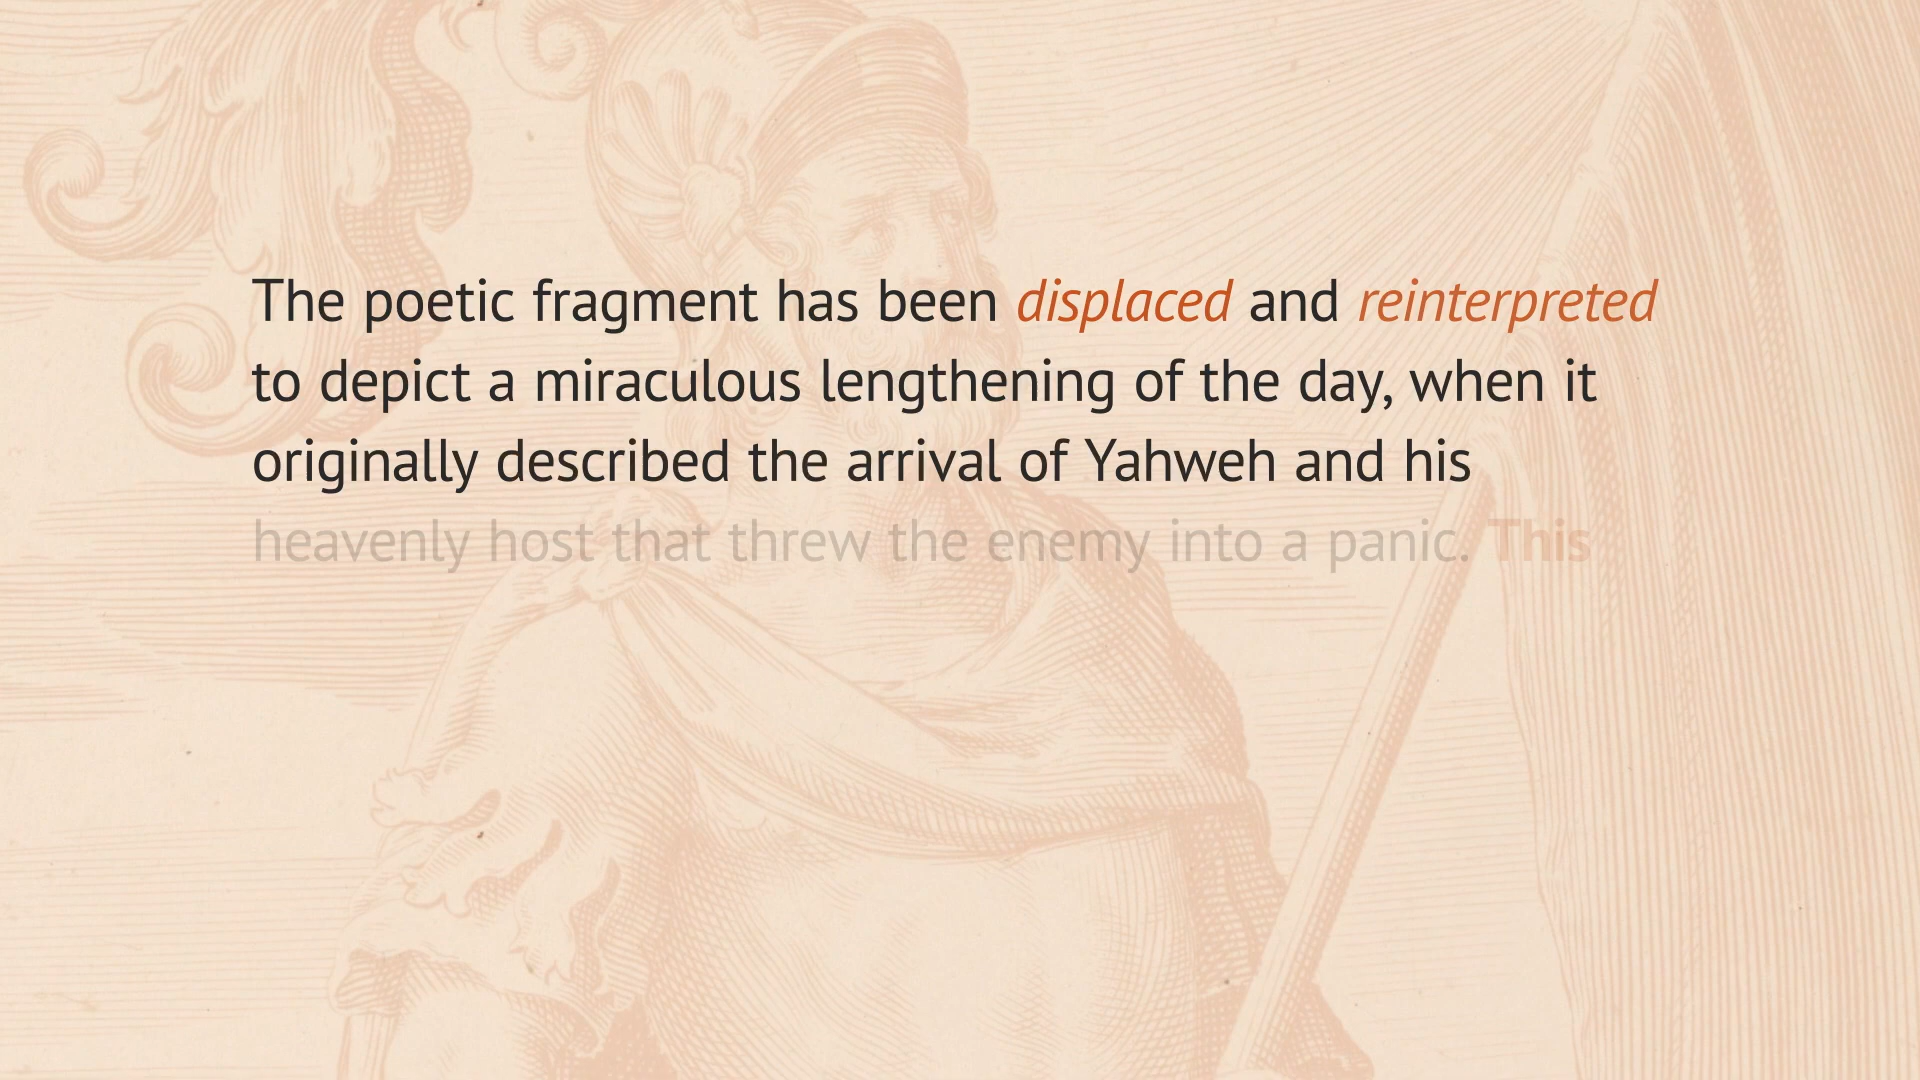 The poetic fragment has been displaced and reinterpreted
to depict a miraculous lengthening of the day, when it
originally described the arrival of Yahweh and his
heavenly host that threw the enemy into a panic. This